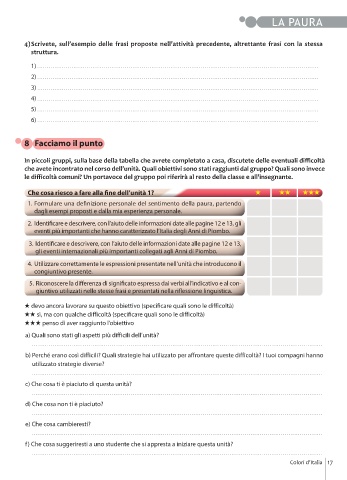 LA PAURA
4) Scrivete, sull'esempio delle frasi proposte nell'attività precedente, altrettante frasi con la stessa
struttura.
1)
2)
3)
4)
5)
6)
8 Facciamo il punto
In piccoli gruppi, sulla base della tabella che avrete completato a casa, discutete delle eventuali difficoltà
che avete incontrato nel corso dell'unità. Quali obiettivi sono stati raggiunti dal gruppo? Quali sono invece
le difficoltà comuni? Un portavoce del gruppo poi riferirà al resto della classe e all'insegnante.
Che cosa riesco a fare alla fine dell'unità 1? ★ ★★ ★★★
1. Formulare una definizione personale del sentimento della paura, partendo
dagli esempi proposti e dalla mia esperienza personale.
2. Identificare e descrivere, con l'aiuto delle informazioni date alle pagine 12 e 13, gli
eventi più importanti che hanno caratterizzato l'Italia degli Anni di Piombo.
3. Identificare e descrivere, con l'aiuto delle informazioni date alle pagine 12 e 13,
gli eventi internazionali più importanti collegati agli Anni di Piombo.
4. Utilizzare correttamente le espressioni presentate nell'unità che introducono il
congiuntivo presente.
5. Riconoscere la differenza di significato espressa dai verbi all'indicativo e al con
giuntivo utilizzati nelle stesse frasi e presentati nella riflessione linguistica.
★ devo ancora lavorare su questo obiettivo (specificare quali sono le difficoltà)
★★ sì, ma con qualche difficoltà (specificare quali sono le difficoltà)
★★★ penso di aver raggiunto l'obiettivo
a) Quali sono stati gli aspetti più difficili dell'unità?
b) Perché erano così difficili? Quali strategie hai utilizzato per affrontare queste difficoltà? I tuoi compagni hanno
utilizzato strategie diverse?
c) Che cosa ti è piaciuto di questa unità?
d) Che cosa non ti è piaciuto?
e) Che cosa cambieresti?
f) Che cosa suggeriresti a uno studente che si appresta a iniziare questa unità?
Colori d'Italia 17